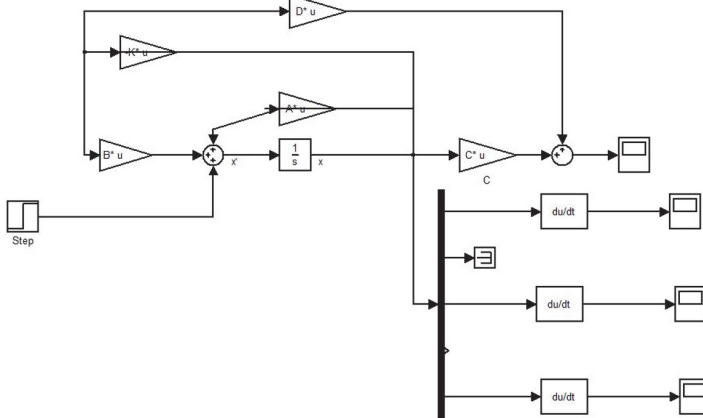 D* u
-K* u
A* u
B* u
x'
1
s
x
C* u
C
Step
du/dt
du/dt
du/dt